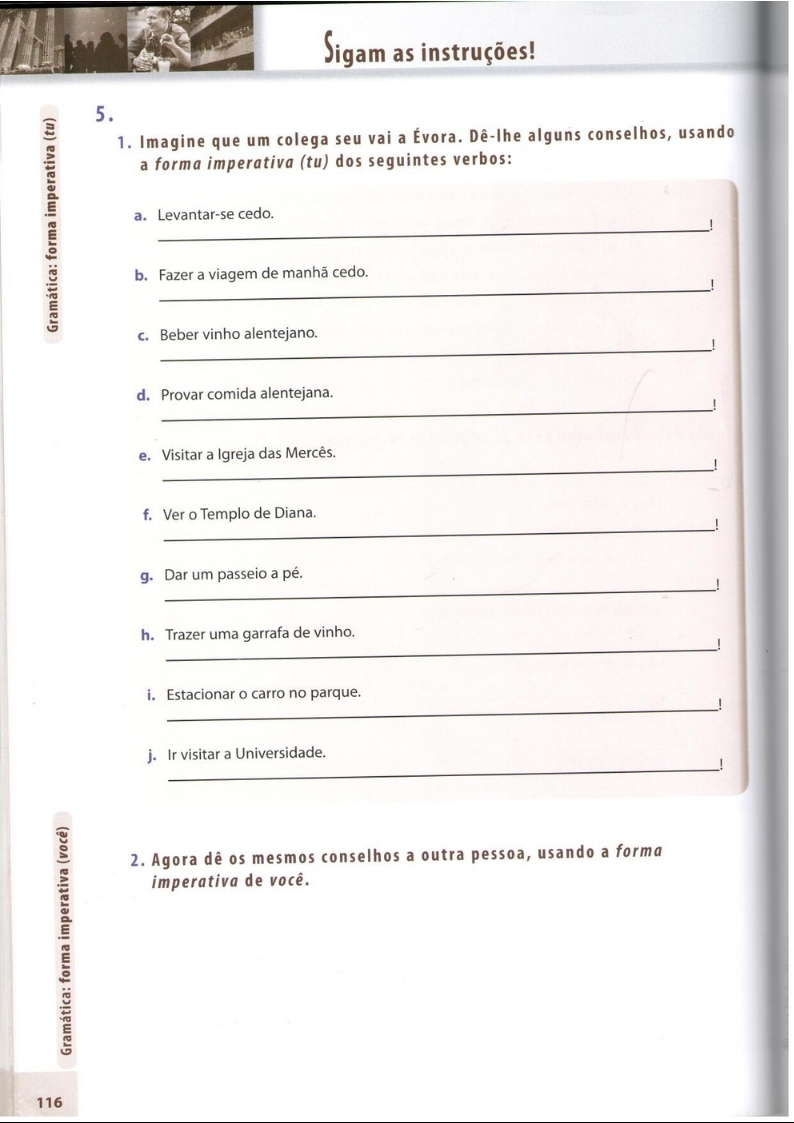 Sigam as instruções!
Gramática: forma imperativa (tu)
5.
1. Imagine que um colega seu vai a Évora. Dê-lhe alguns conselhos, usando
a forma imperativa (tu) dos seguintes verbos:
a. Levantar-se cedo.
!
b. Fazer a viagem de manhã cedo.
!
c. Beber vinho alentejano.
!
d. Provar comida alentejana.
!
e. Visitar a Igreja das Mercês.
!
f. Ver o Templo de Diana.
!
g. Dar um passeio a pé.
!
h. Trazer uma garrafa de vinho.
!
i. Estacionar o carro no parque.
!
j. Ir visitar a Universidade.
!
Gramática: forma imperativa (você)
2. Agora dê os mesmos conselhos a outra pessoa, usando a forma
imperativa de você.
116